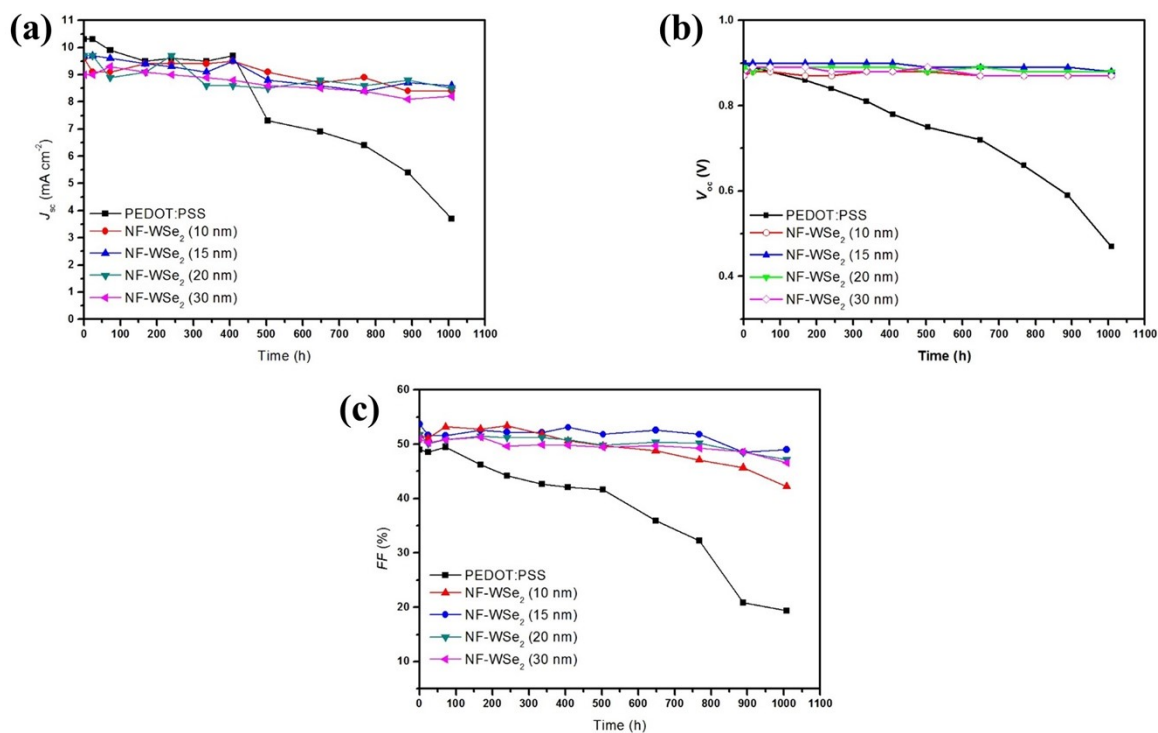 (a)
11
10
9
8
7
6
5
4
3
2
1
0
J_sc (mA cm⁻²)
PEDOT:PSS
NF-WSe₂ (10 nm)
NF-WSe₂ (15 nm)
NF-WSe₂ (20 nm)
NF-WSe₂ (30 nm)
0 100 200 300 400 500 600 700 800 900 1000 1100
Time (h)
(b)
1.0
0.8
0.6
0.4
V_oc (V)
PEDOT:PSS
NF-WSe₂ (10 nm)
NF-WSe₂ (15 nm)
NF-WSe₂ (20 nm)
NF-WSe₂ (30 nm)
0 100 200 300 400 500 600 700 800 900 1000 1100
Time (h)
(c)
60
50
40
30
20
10
FF (%)
PEDOT:PSS
NF-WSe₂ (10 nm)
NF-WSe₂ (15 nm)
NF-WSe₂ (20 nm)
NF-WSe₂ (30 nm)
0 100 200 300 400 500 600 700 800 900 1000 1100
Time (h)